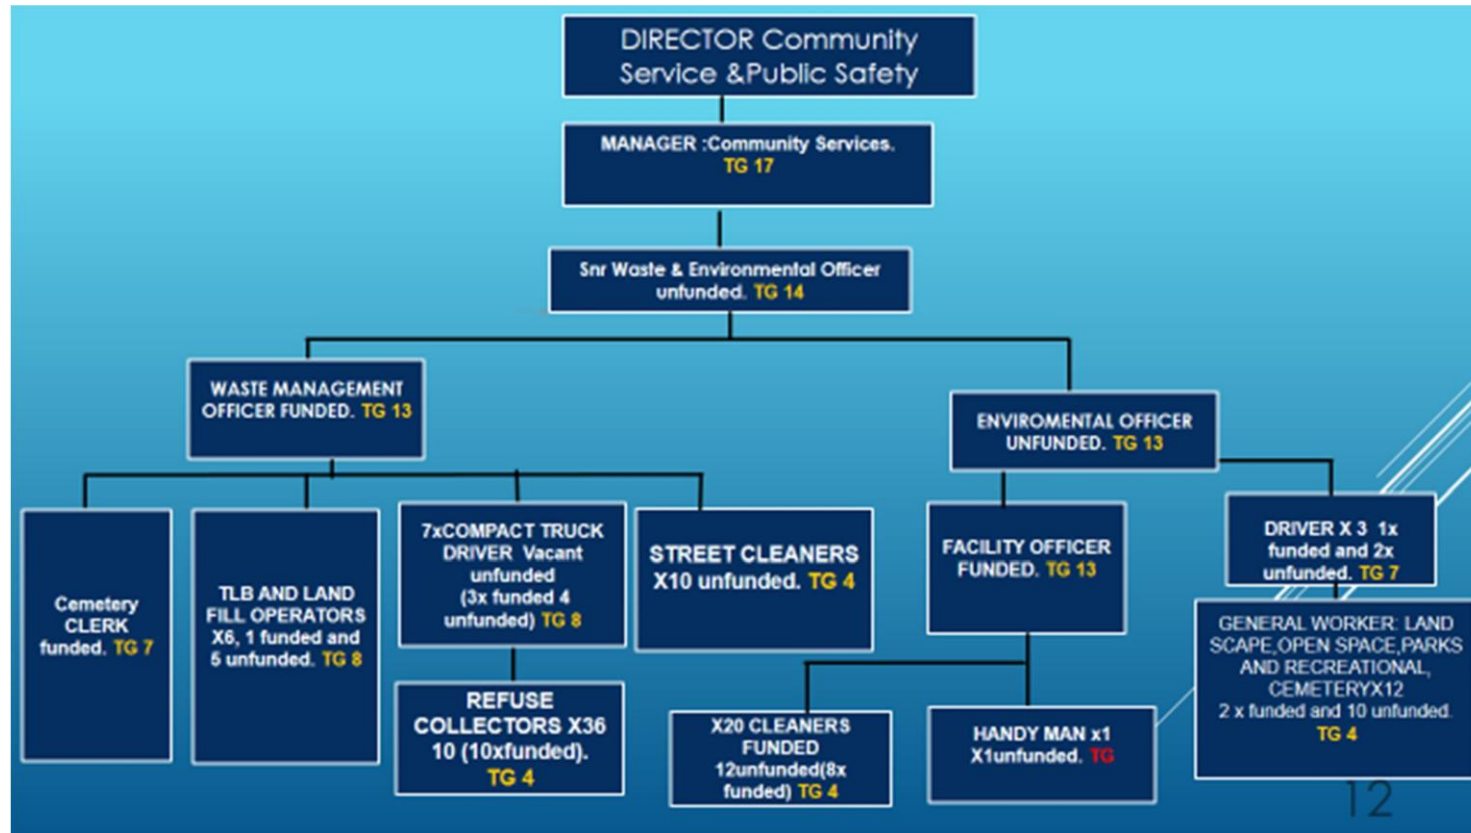 DIRECTOR Community
Service &Public Safety
MANAGER :Community Services.
TG 17
Snr Waste & Environmental Officer
unfunded. TG 14
WASTE MANAGEMENT
OFFICER FUNDED. TG 13
ENVIROMENTAL OFFICER
UNFUNDED. TG 13
Cemetery
CLERK
funded. TG 7
TLB AND LAND
FILL OPERATORS
X6, 1 funded and
5 unfunded. TG 8
7xCOMPACT TRUCK
DRIVER Vacant
unfunded
(3x funded 4
unfunded) TG 8
STREET CLEANERS
X10 unfunded. TG 4
FACILITY OFFICER
FUNDED. TG 13
DRIVER X 3 1x
funded and 2x
unfunded. TG 7
REFUSE
COLLECTORS X36
10 (10xfunded).
TG 4
X20 CLEANERS
FUNDED
12unfunded(8x
funded) TG 4
HANDY MAN x1
X1unfunded. TG
GENERAL WORKER: LAND
SCAPE,OPEN SPACE,PARKS
AND RECREATIONAL,
CEMETERYX12
2 x funded and 10 unfunded.
TG 4
12